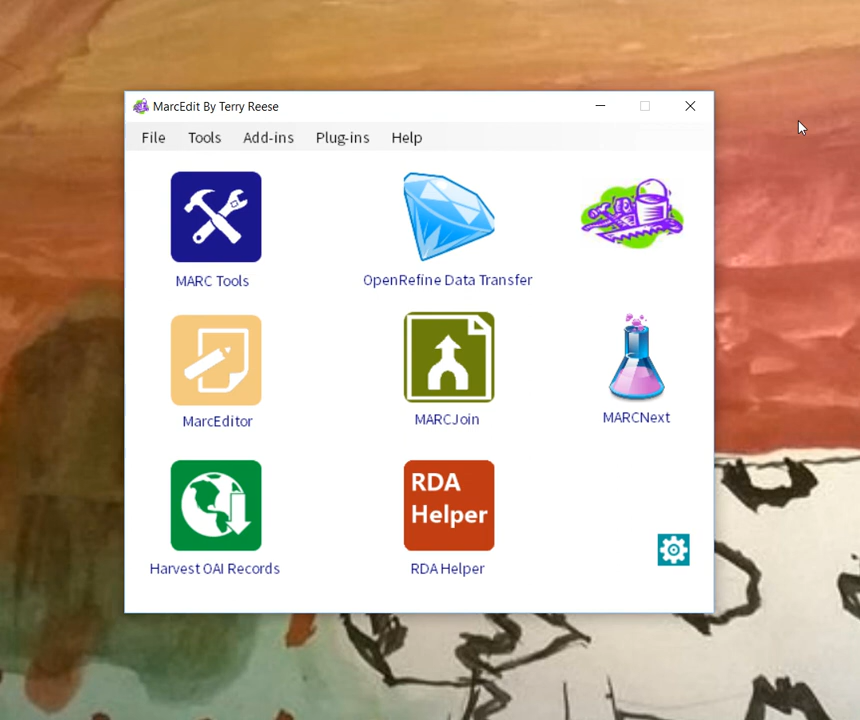 MarcEdit By Terry Reese
File Tools Add-ins Plug-ins Help
MARC Tools
OpenRefine Data Transfer
MarcEditor
MARCJoin
MARCNext
RDA
Helper
Harvest OAI Records
RDA Helper